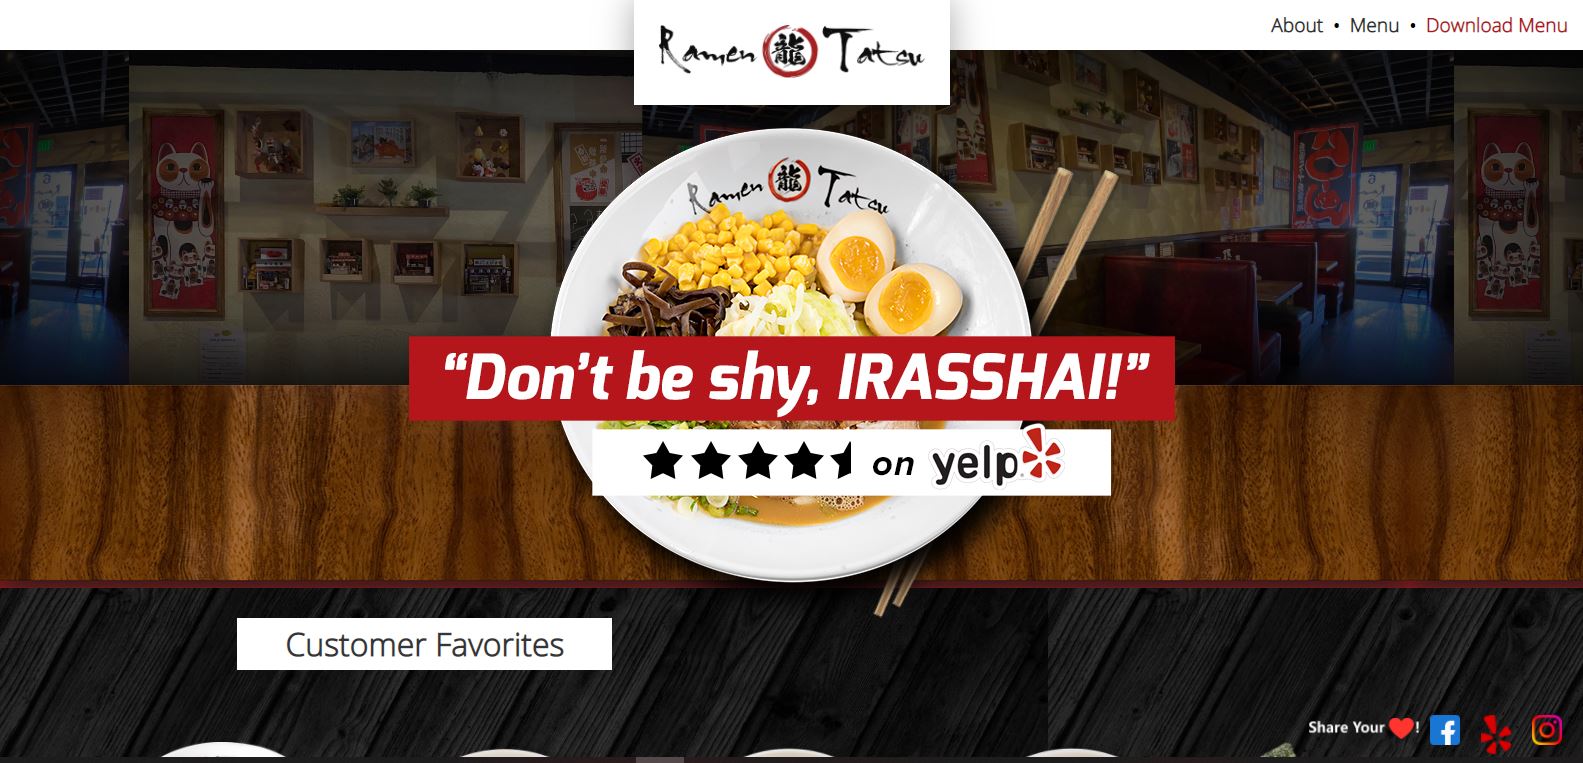 Ramen 龍 Tatsu
About • Menu • Download Menu
Ramen 龍 Tatsu
“Don’t be shy, IRASSHAI!”
on yelp
Customer Favorites
Share Your ❤!